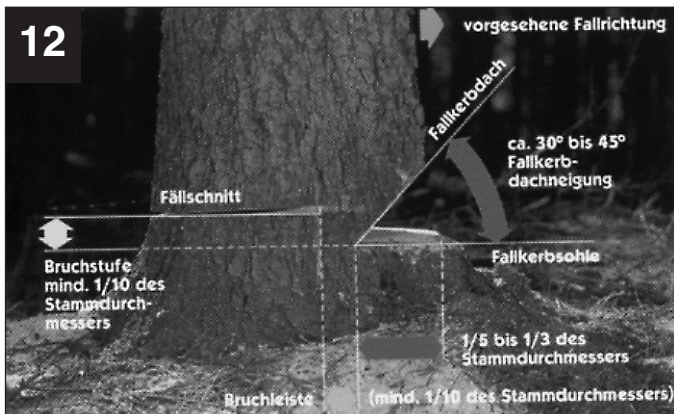 12
vorgesehene Fallrichtung
Fallkerbdach
ca. 30° bis 45°
Fallkerb-
dachneigung
Fällschnitt
Fallkerbsohle
Bruchstufe
mind. 1/10 des
Stammdurch-
messers
1/5 bis 1/3 des
Stammdurchmessers
Bruchleiste (mind. 1/10 des Stammdurchmessers)